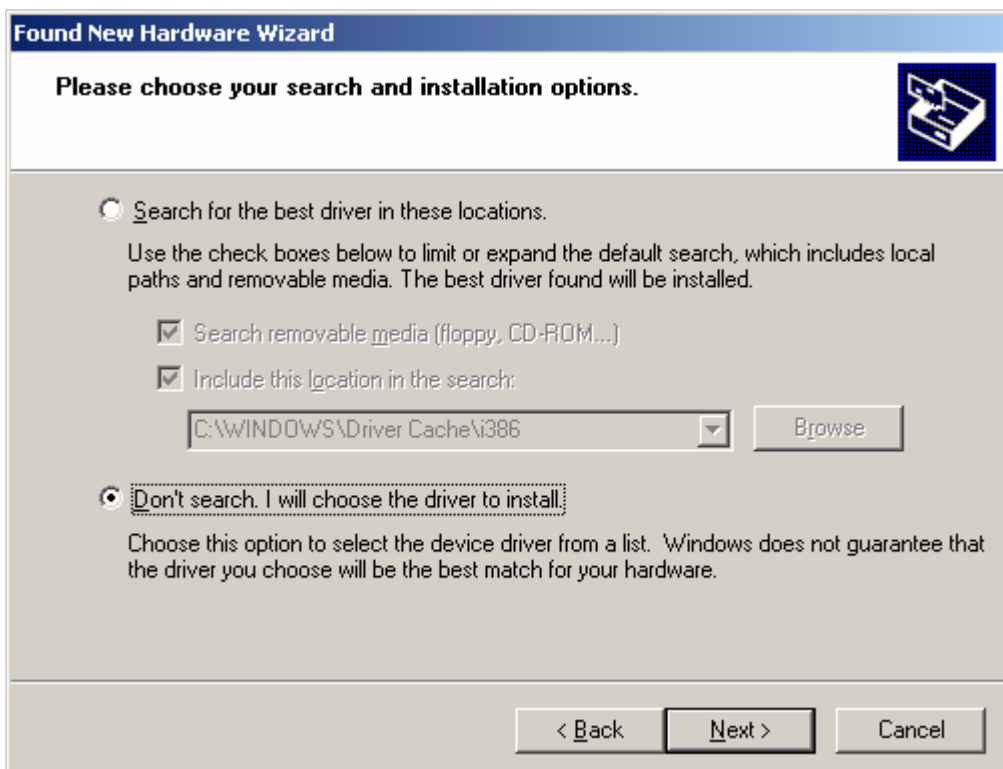 Found New Hardware Wizard
Please choose your search and installation options.
Search for the best driver in these locations.
Use the check boxes below to limit or expand the default search, which includes local
paths and removable media. The best driver found will be installed.
Search removable media (floppy, CD-ROM...)
Include this location in the search:
C:\WINDOWS\Driver Cache\i386
Browse
Don't search. I will choose the driver to install.
Choose this option to select the device driver from a list.  Windows does not guarantee that
the driver you choose will be the best match for your hardware.
< Back
Next >
Cancel